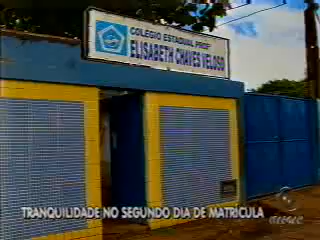 COLÉGIO ESTADUAL PROFª
ELISABETH CHAVES VELOSO
TRANQUILIDADE NO SEGUNDO DIA DE MATRÍCULA